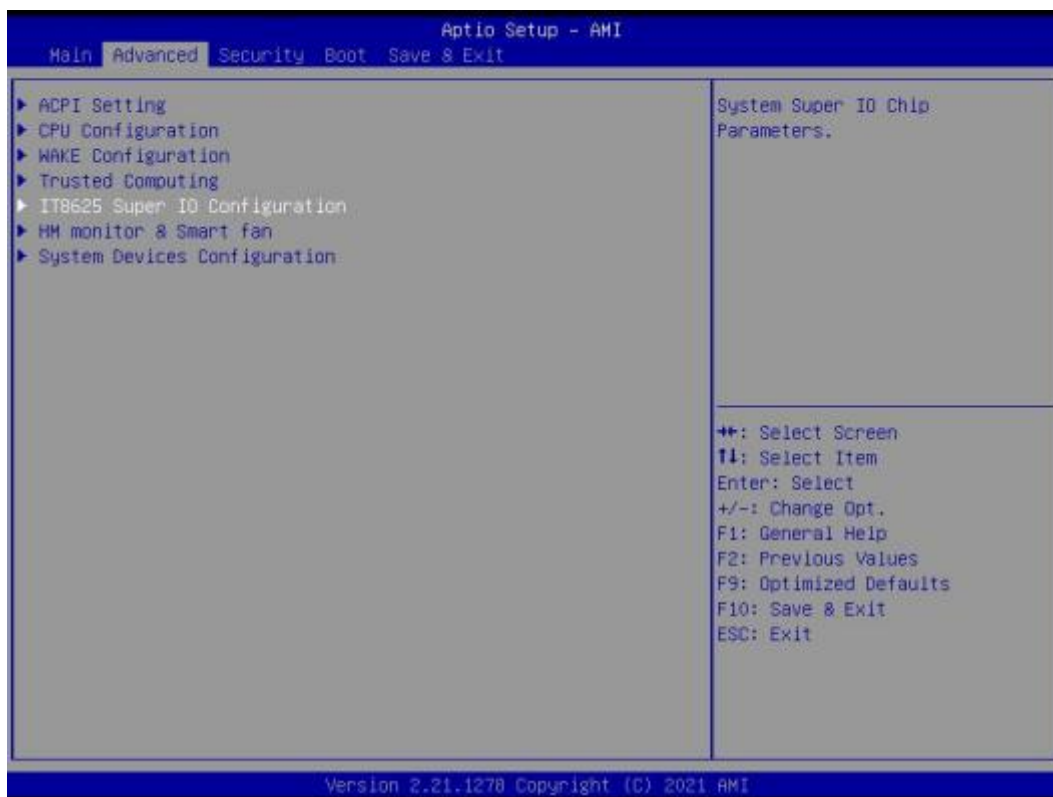 Aptio Setup - AMI
Main Advanced Security Boot Save & Exit
ACPI Setting
CPU Configuration
WAKE Configuration
Trusted Computing
IT8625 Super IO Configuration
HM monitor & Smart fan
System Devices Configuration
System Super IO Chip
Parameters.
→←: Select Screen
↑↓: Select Item
Enter: Select
+/-: Change Opt.
F1: General Help
F2: Previous Values
F9: Optimized Defaults
F10: Save & Exit
ESC: Exit
Version 2.21.1278 Copyright (C) 2021 AMI